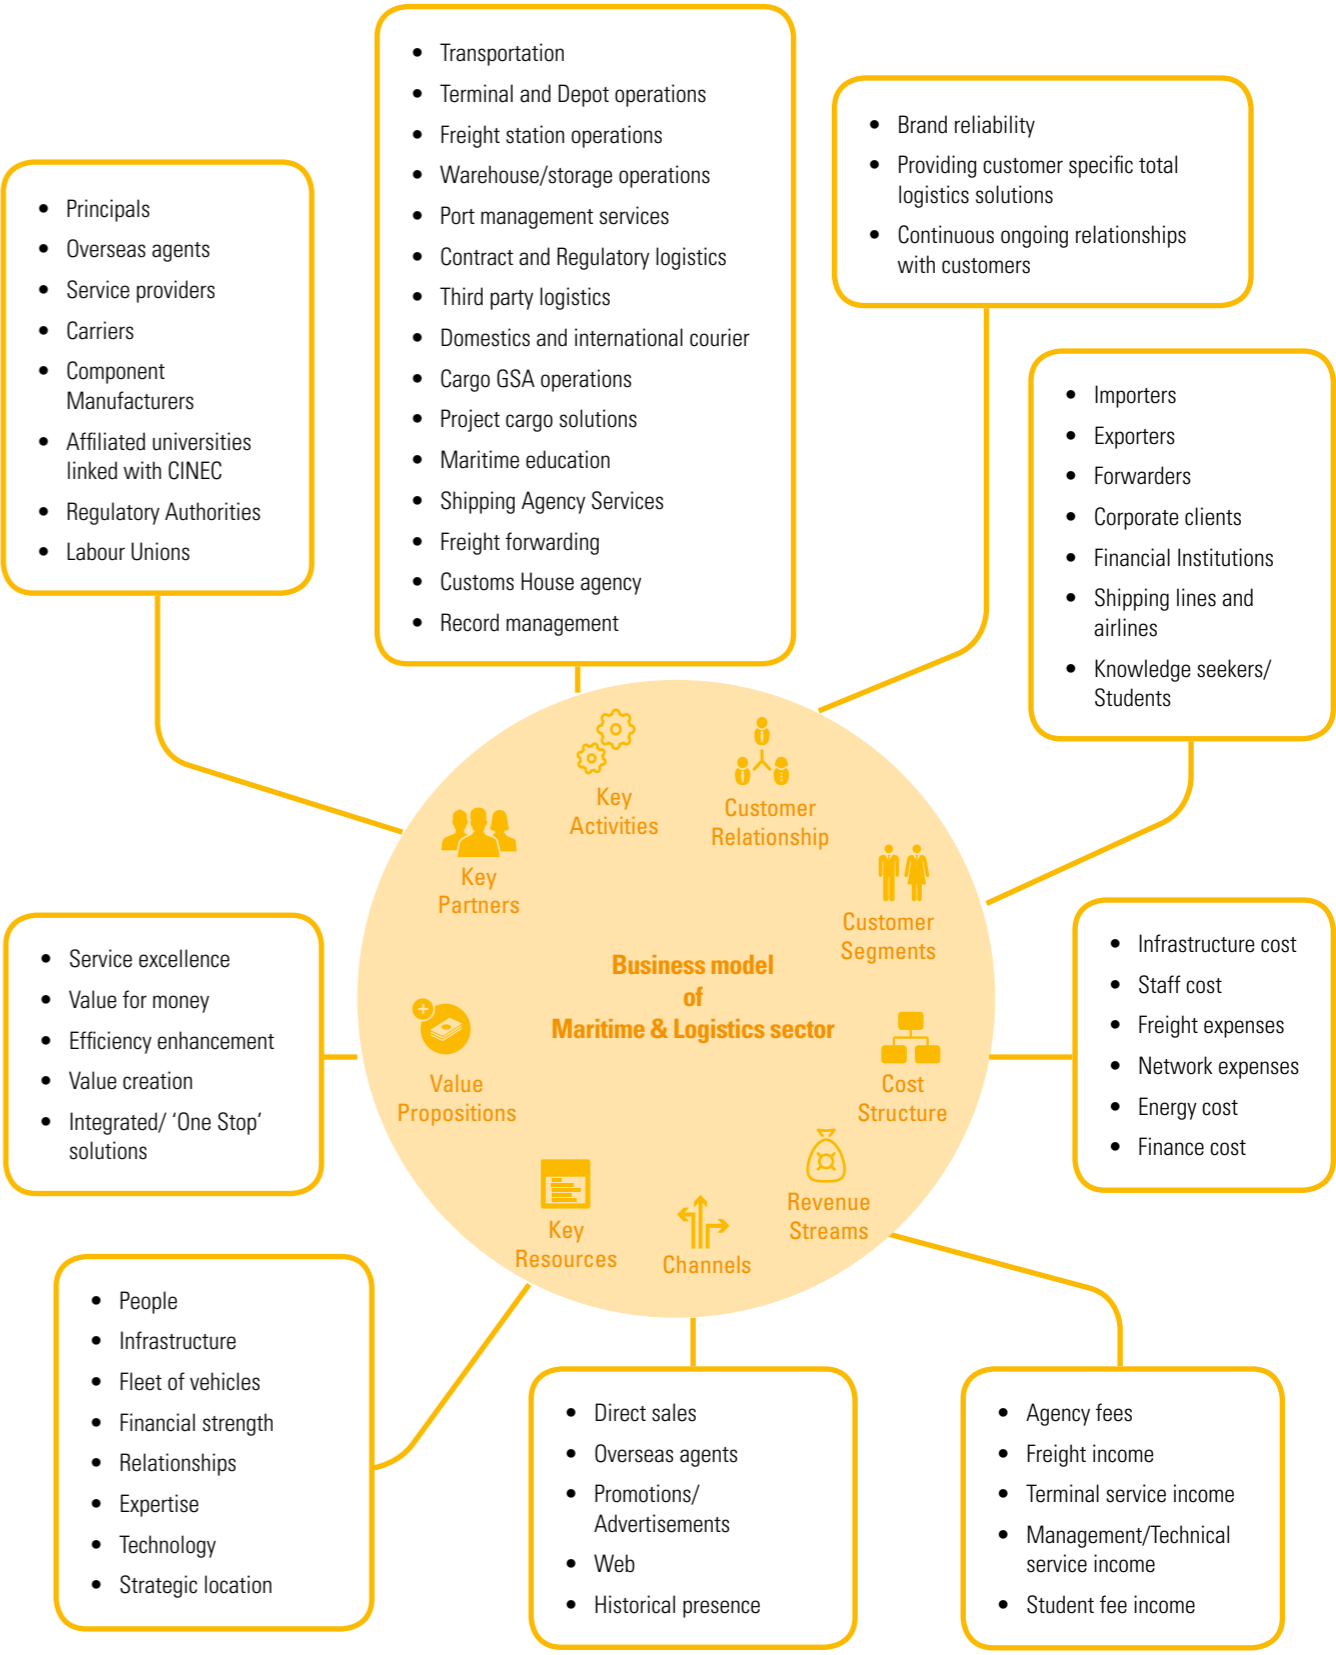 • Transportation
• Terminal and Depot operations
• Freight station operations
• Warehouse/storage operations
• Port management services
• Contract and Regulatory logistics
• Third party logistics
• Domestics and international courier
• Cargo GSA operations
• Project cargo solutions
• Maritime education
• Shipping Agency Services
• Freight forwarding
• Customs House agency
• Record management
• Brand reliability
• Providing customer specific total
logistics solutions
• Continuous ongoing relationships
with customers
• Principals
• Overseas agents
• Service providers
• Carriers
• Component
Manufacturers
• Affiliated universities
linked with CINEC
• Regulatory Authorities
• Labour Unions
• Importers
• Exporters
• Forwarders
• Corporate clients
• Financial Institutions
• Shipping lines and
airlines
• Knowledge seekers/
Students
Key
Activities
Customer
Relationship
Key
Partners
Customer
Segments
Business model
of
Maritime & Logistics sector
Value
Propositions
Cost
Structure
Key
Resources
Channels
Revenue
Streams
• Service excellence
• Value for money
• Efficiency enhancement
• Value creation
• Integrated/ ‘One Stop’
solutions
• Infrastructure cost
• Staff cost
• Freight expenses
• Network expenses
• Energy cost
• Finance cost
• People
• Infrastructure
• Fleet of vehicles
• Financial strength
• Relationships
• Expertise
• Technology
• Strategic location
• Direct sales
• Overseas agents
• Promotions/
Advertisements
• Web
• Historical presence
• Agency fees
• Freight income
• Terminal service income
• Management/Technical
service income
• Student fee income